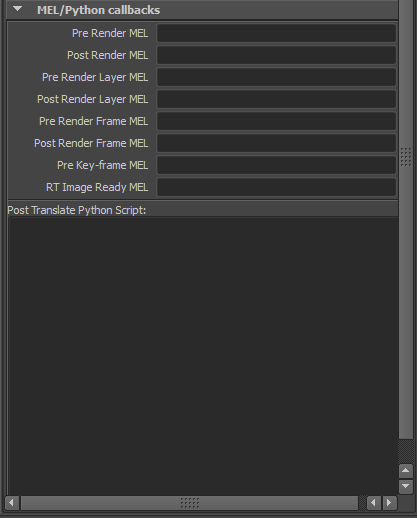 MEL/Python callbacks
Pre Render MEL
Post Render MEL
Pre Render Layer MEL
Post Render Layer MEL
Pre Render Frame MEL
Post Render Frame MEL
Pre Key-frame MEL
RT Image Ready MEL
Post Translate Python Script: